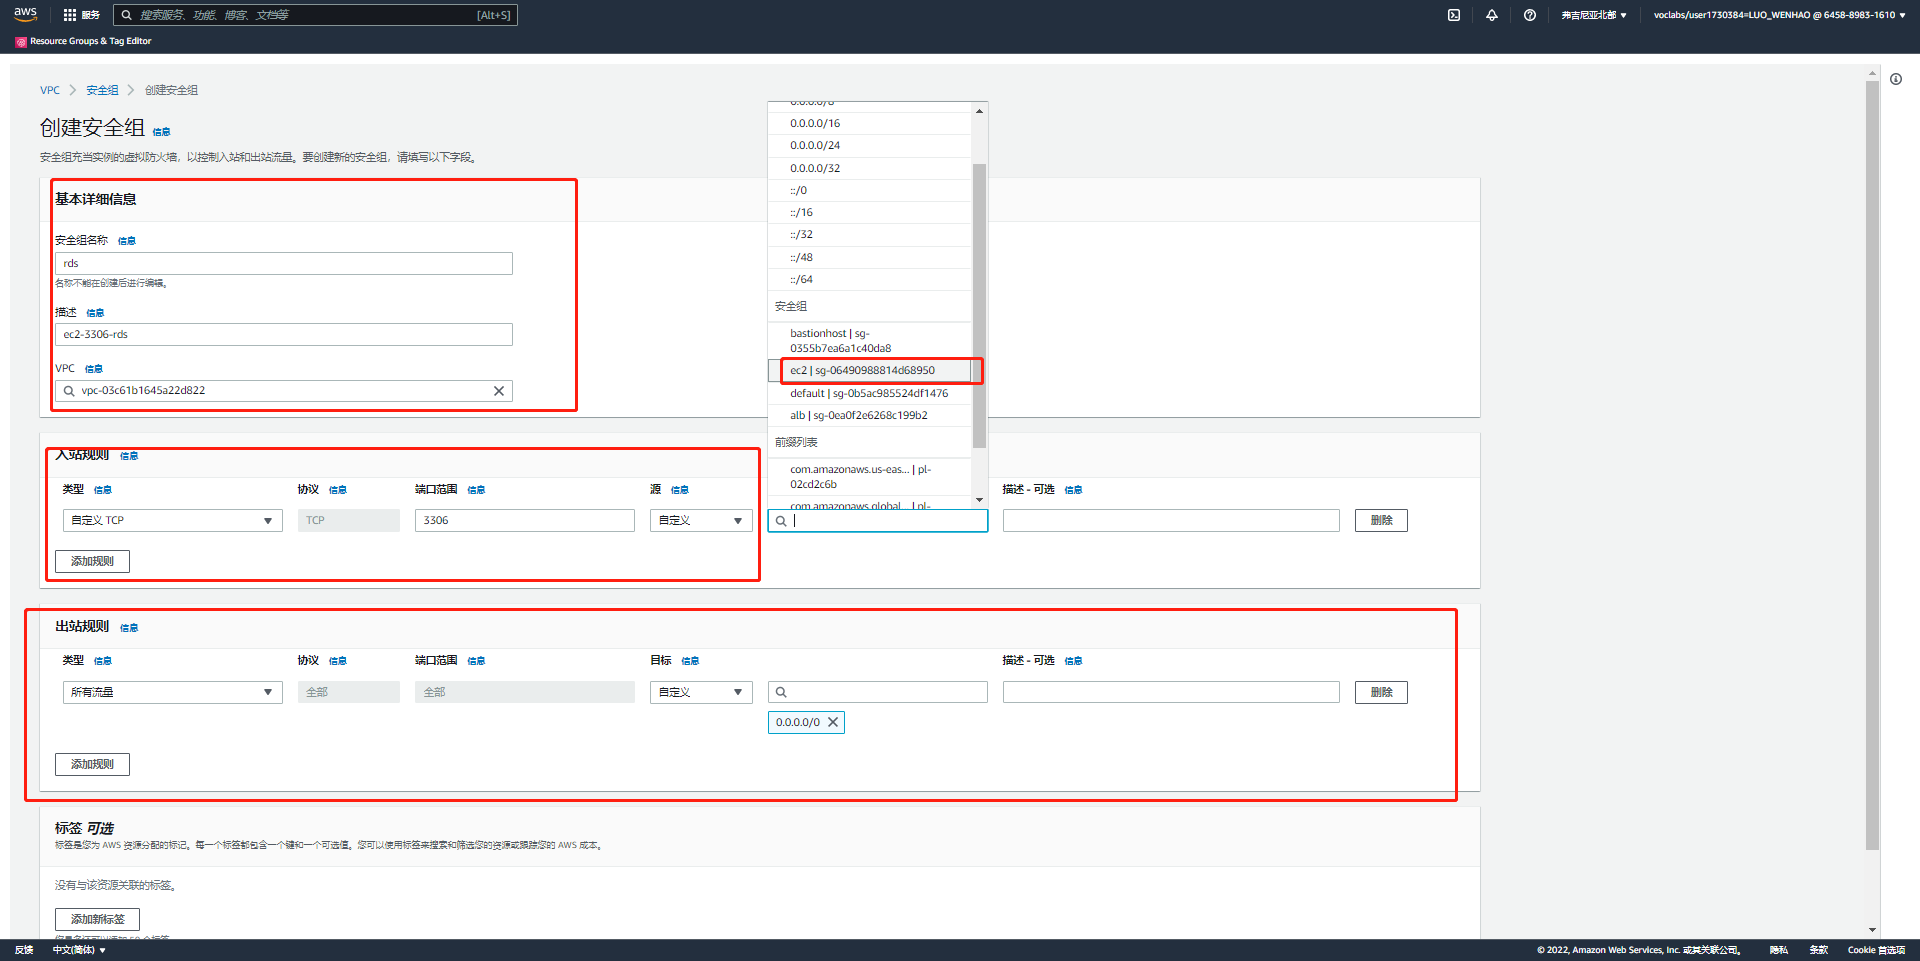 aws
服务
搜索服务、功能、博客、文档等
[Alt+S]
弗吉尼亚北部
voclabs/user1730384=LUO_WENHAO @ 6458-8983-1610
Resource Groups & Tag Editor
VPC
安全组
创建安全组
创建安全组 信息
安全组充当实例的虚拟防火墙，以控制入站和出站流量。要创建新的安全组，请填写以下字段。
基本详细信息
安全组名称 信息
rds
名称不能在创建后进行编辑。
描述 信息
ec2-3306-rds
VPC 信息
vpc-03c61b1645a22d822
0.0.0.0/8
0.0.0.0/16
0.0.0.0/24
0.0.0.0/32
::/0
::/16
::/32
::/48
::/64
安全组
bastionhost | sg-
0355b7ea6a1c40da8
ec2 | sg-06490988814d68950
default | sg-0b5ac985524df1476
alb | sg-0ea0f2e6268c199b2
前缀列表
com.amazonaws.us-eas... | pl-
02cd2c6b
com.amazonaws.global... | pl-
入站规则 信息
类型 信息
协议 信息
端口范围 信息
源 信息
描述 - 可选 信息
自定义 TCP
TCP
3306
自定义
删除
添加规则
出站规则 信息
类型 信息
协议 信息
端口范围 信息
目标 信息
描述 - 可选 信息
所有流量
全部
全部
自定义
删除
0.0.0.0/0
添加规则
标签 可选
标签是您为 AWS 资源分配的标记。每一个标签都包含一个键和一个可选值。您可以使用标签来搜索和筛选您的资源或跟踪您的 AWS 成本。
没有与该资源关联的标签。
添加新标签
反馈
中文(简体)
© 2022, Amazon Web Services, Inc. 或其关联公司。
隐私
条款
Cookie 首选项